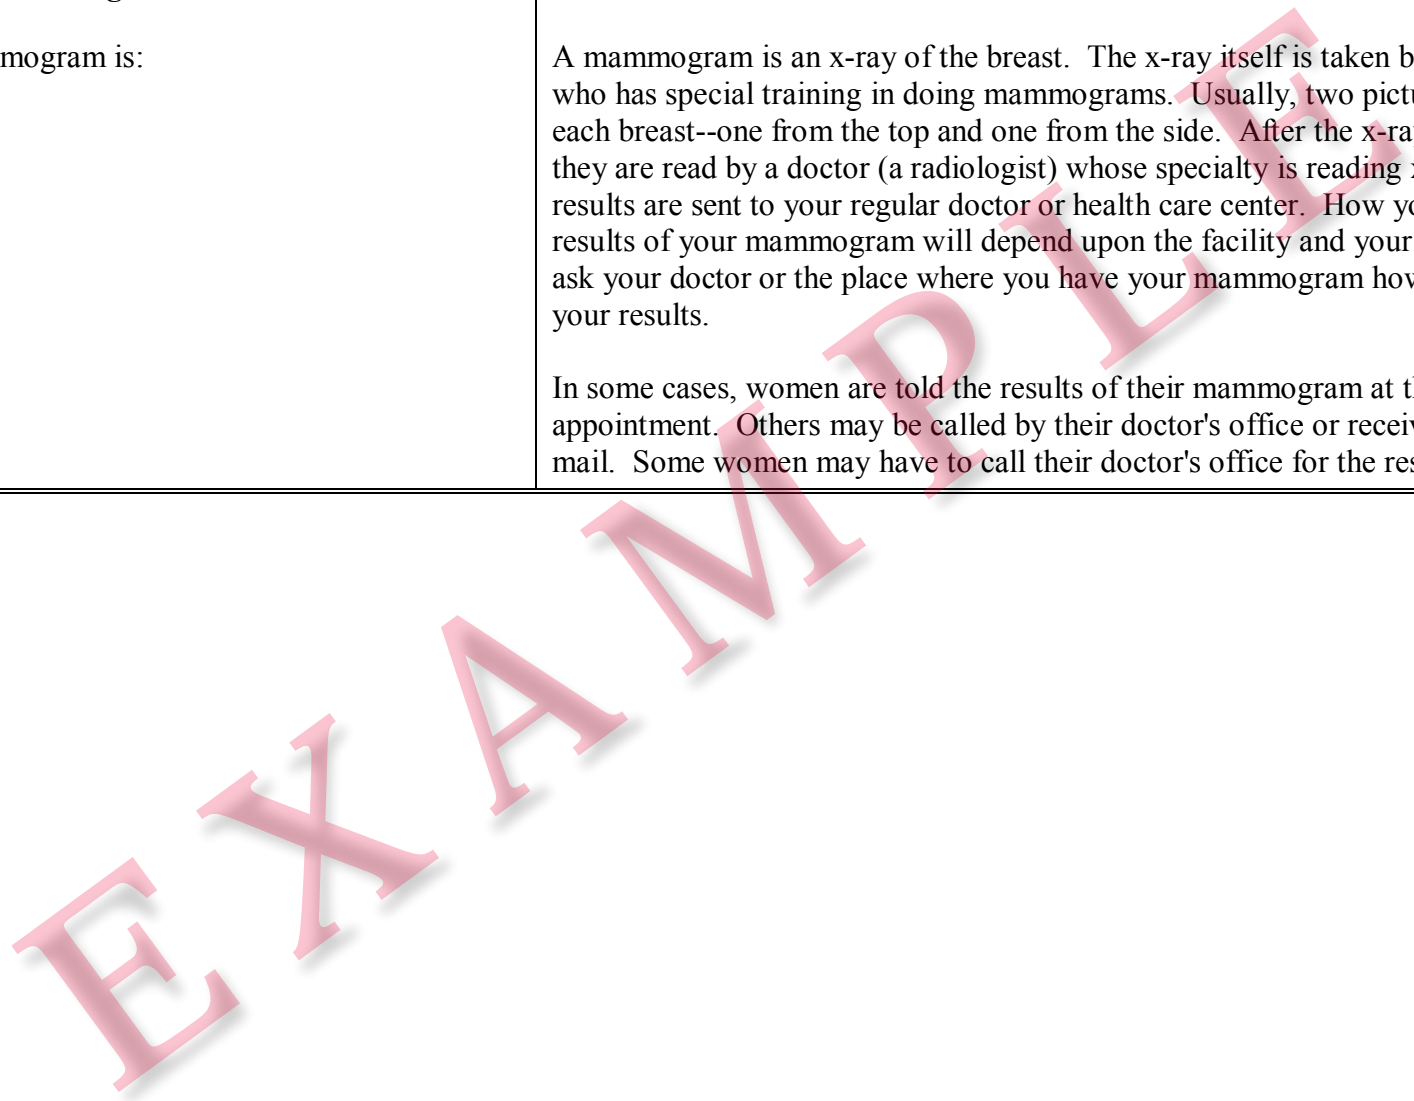 mogram is:
A mammogram is an x-ray of the breast.  The x-ray itself is taken b
who has special training in doing mammograms.  Usually, two pictu
each breast--one from the top and one from the side.  After the x-ra
they are read by a doctor (a radiologist) whose specialty is reading
results are sent to your regular doctor or health care center.  How yo
results of your mammogram will depend upon the facility and your
ask your doctor or the place where you have your mammogram how
your results.
In some cases, women are told the results of their mammogram at t
appointment.  Others may be called by their doctor's office or receiv
mail.  Some women may have to call their doctor's office for the res
EXAMPLE